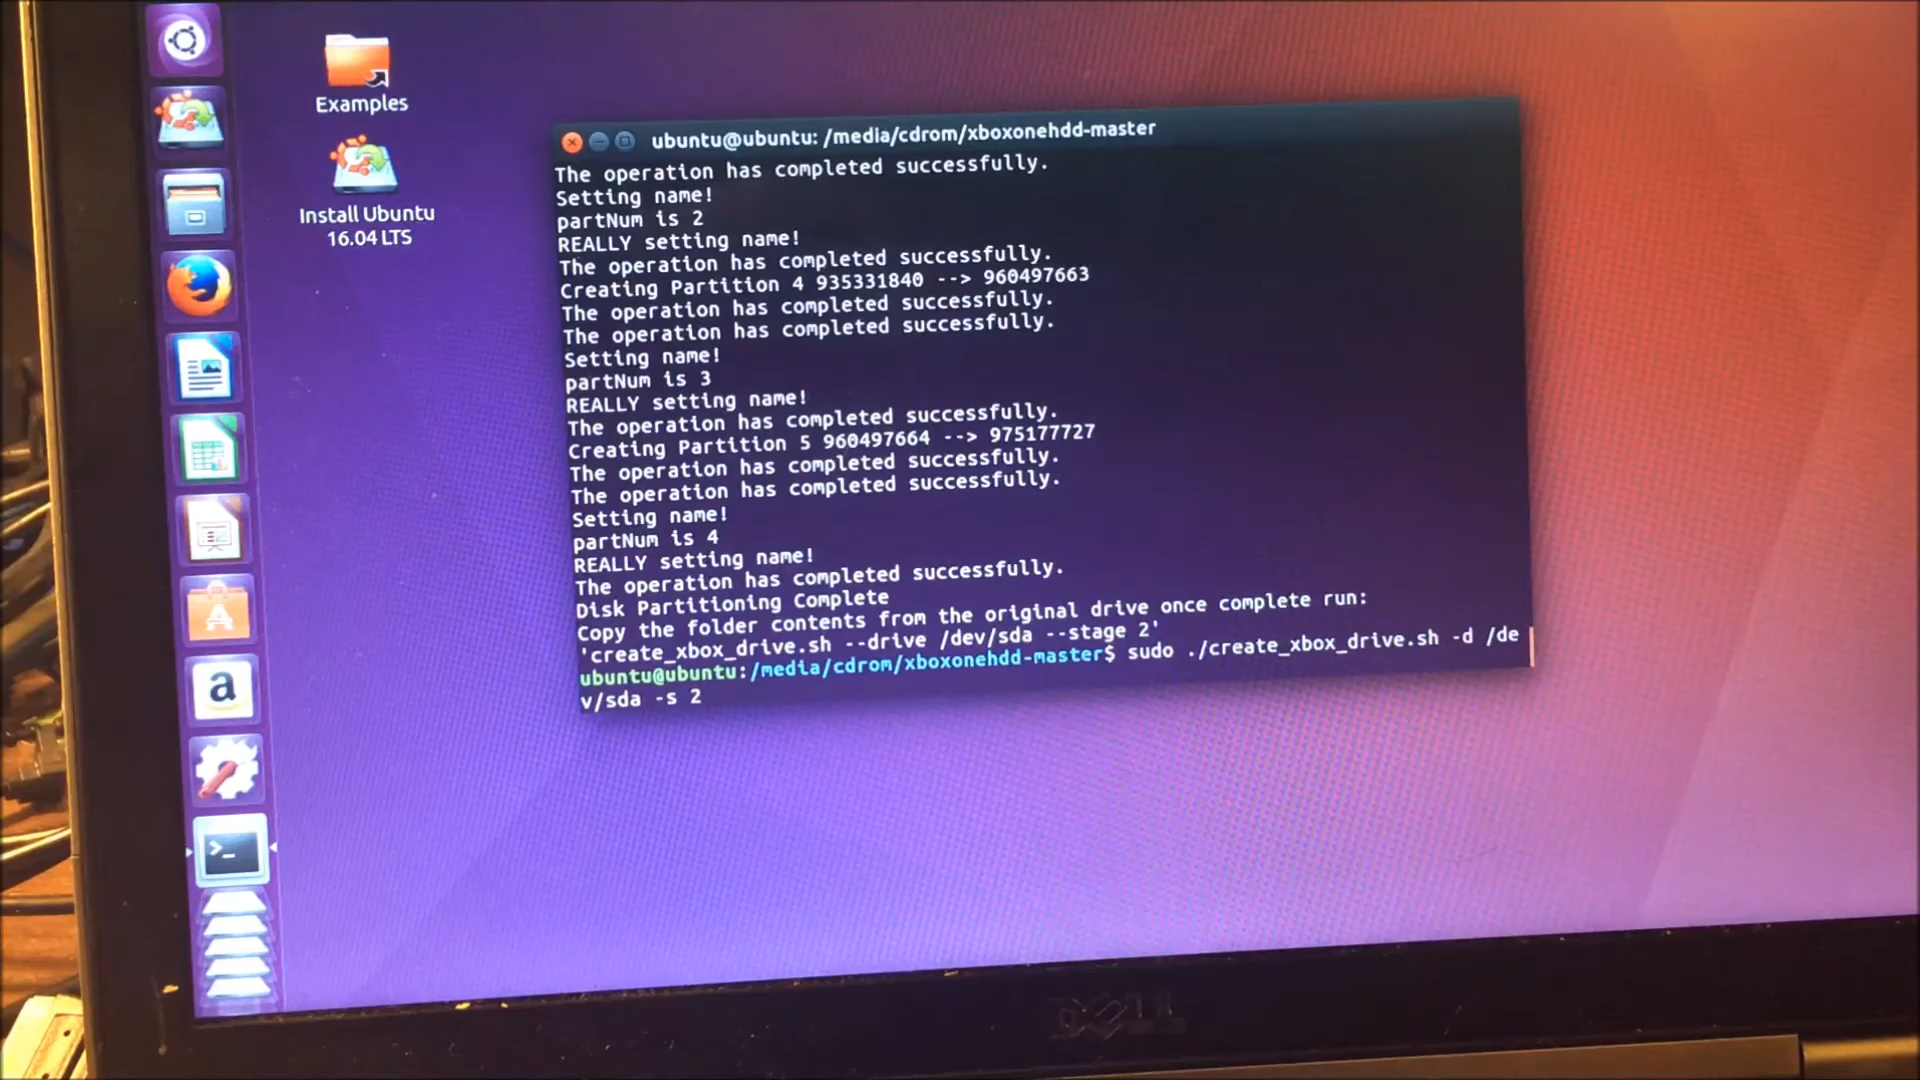 Examples
Install Ubuntu
16.04 LTS
ubuntu@ubuntu: /media/cdrom/xboxonehdd-master
The operation has completed successfully.
Setting name!
partNum is 2
REALLY setting name!
The operation has completed successfully.
Creating Partition 4 935331840 --> 960497663
The operation has completed successfully.
The operation has completed successfully.
Setting name!
partNum is 3
REALLY setting name!
The operation has completed successfully.
Creating Partition 5 960497664 --> 975177727
The operation has completed successfully.
The operation has completed successfully.
Setting name!
partNum is 4
REALLY setting name!
The operation has completed successfully.
Disk Partitioning Complete
Copy the folder contents from the original drive once complete run:
'create_xbox_drive.sh --drive /dev/sda --stage 2'
ubuntu@ubuntu:/media/cdrom/xboxonehdd-master$ sudo ./create_xbox_drive.sh -d /de
v/sda -s 2
DELL